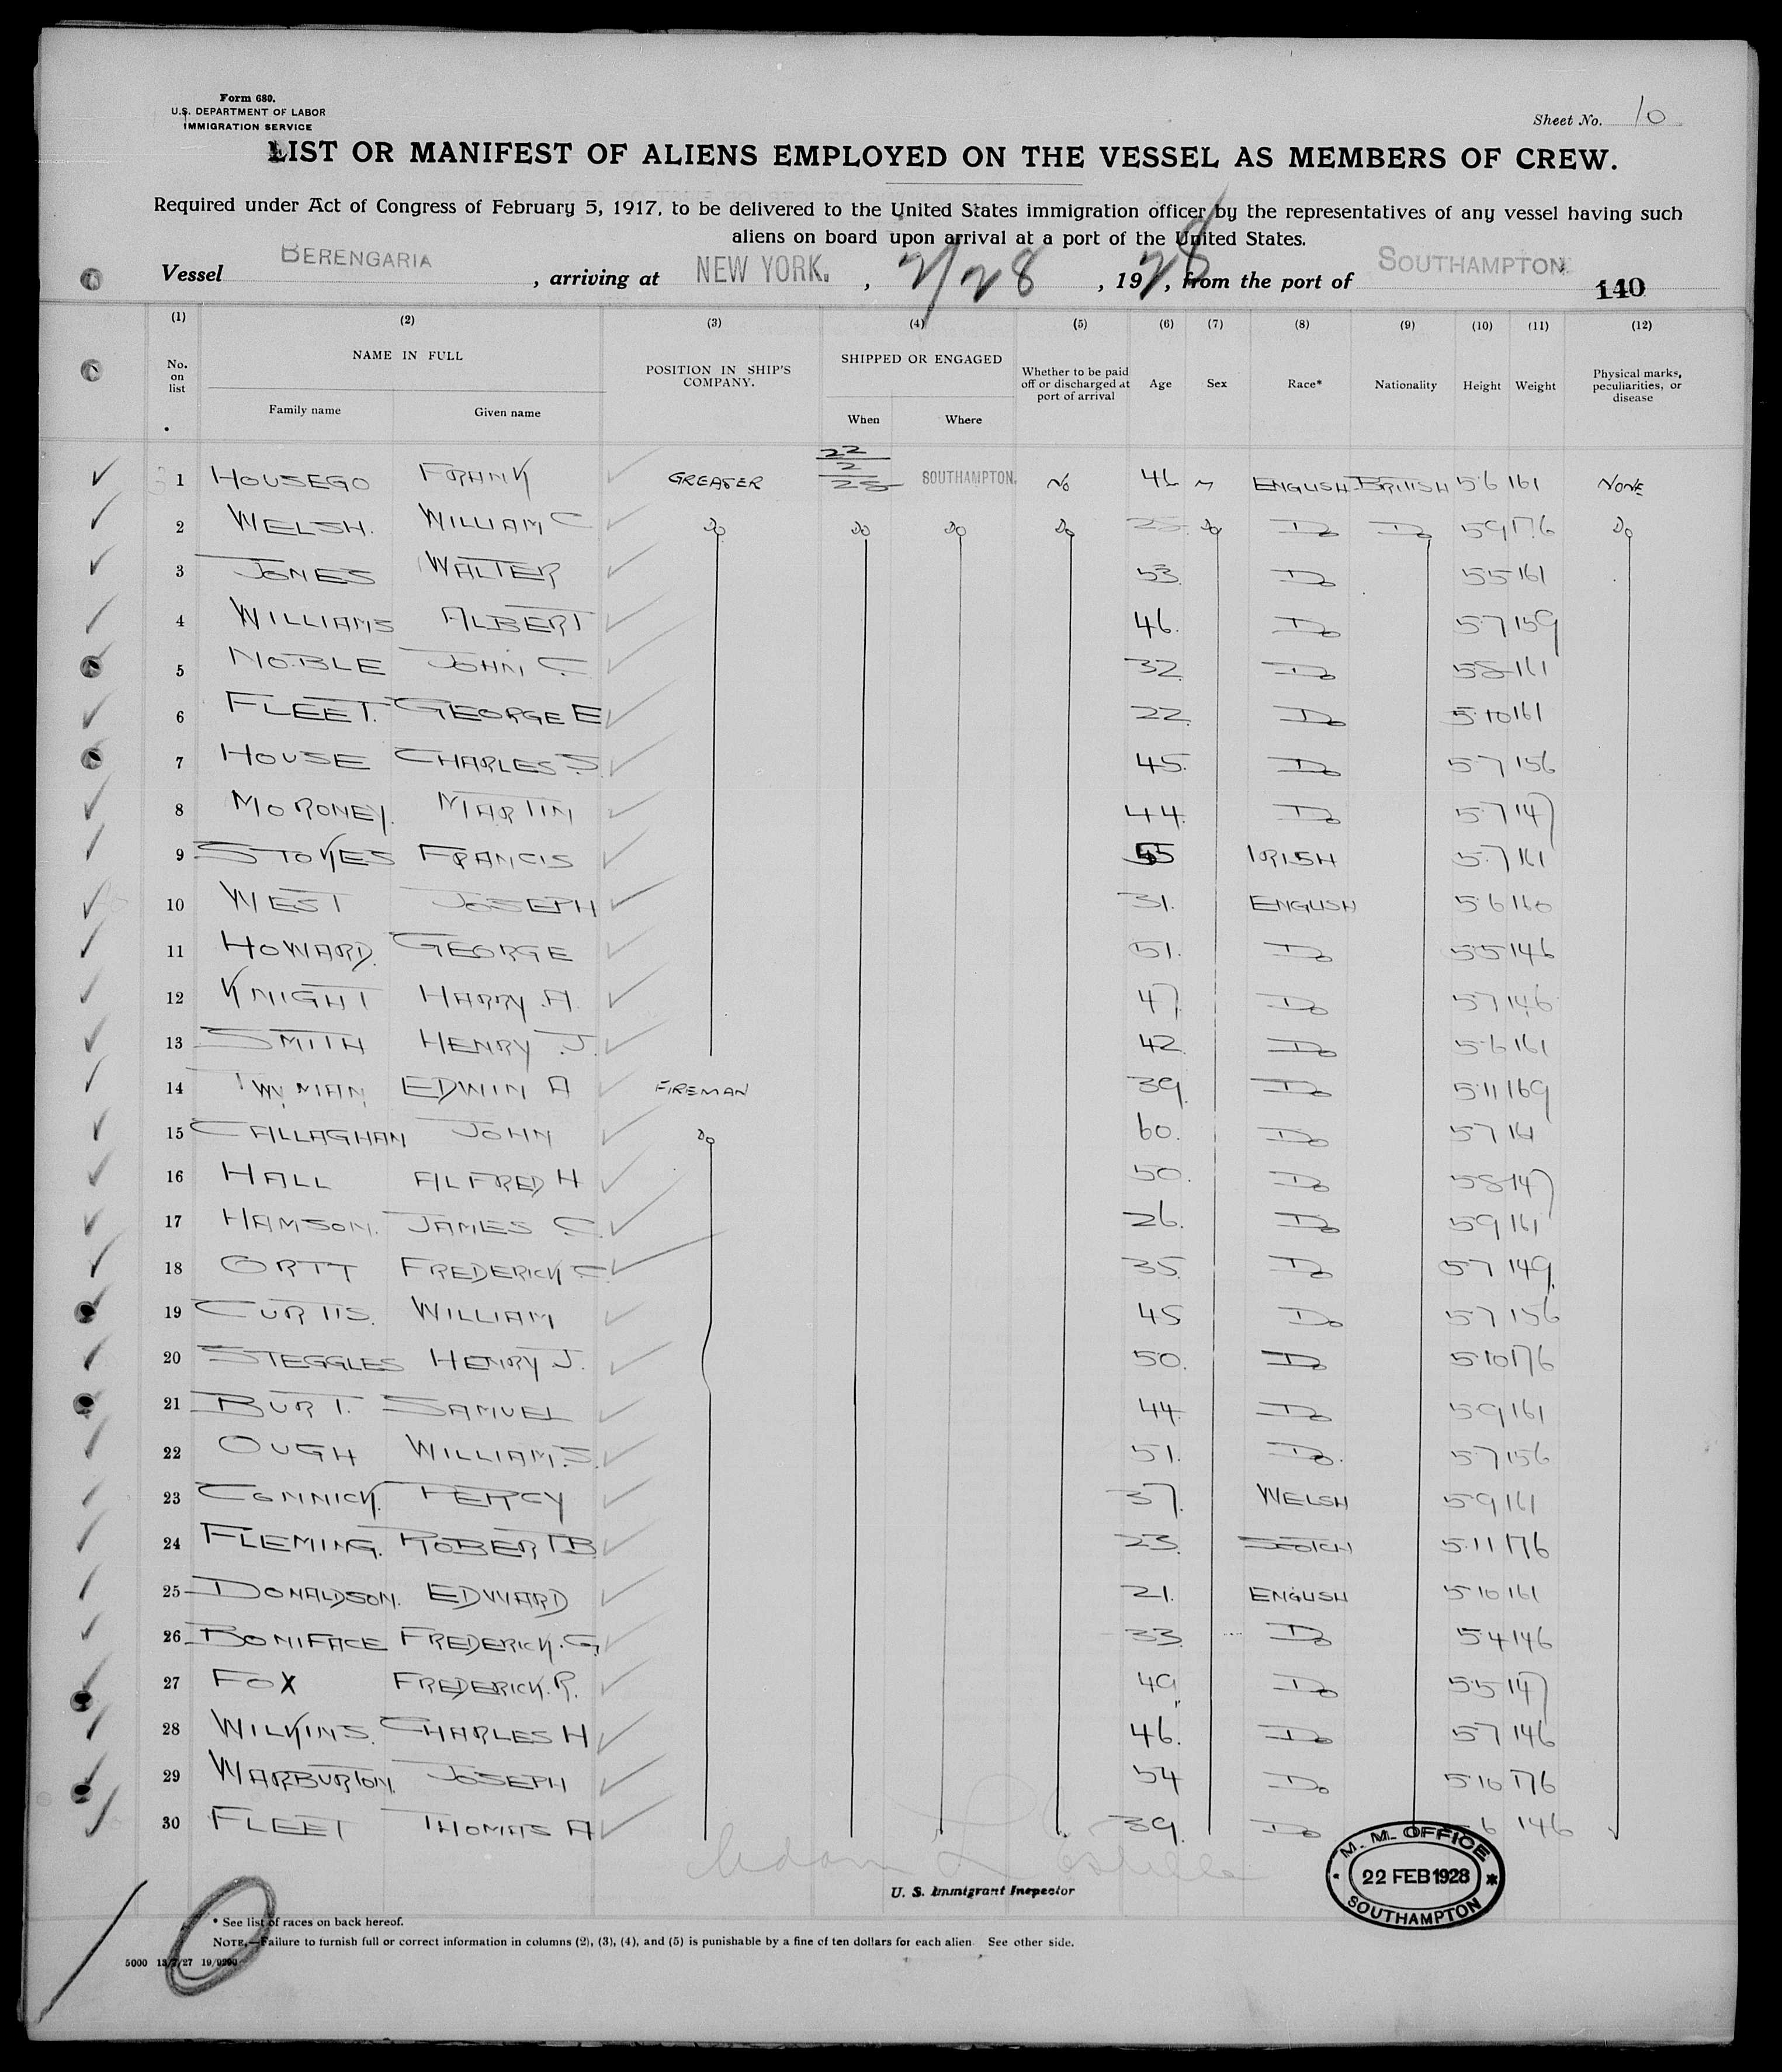 Form 680.
U.S. DEPARTMENT OF LABOR
IMMIGRATION SERVICE
Sheet No. 10
LIST OR MANIFEST OF ALIENS EMPLOYED ON THE VESSEL AS MEMBERS OF CREW.
Required under Act of Congress of February 5, 1917, to be delivered to the United States immigration officer by the representatives of any vessel having such
aliens on board upon arrival at a port of the United States.
Vessel BERENGARIA, arriving at NEW YORK., 2/28, 1928, from the port of SOUTHAMPTON
140
(1) (2) (3) (4) (5) (6) (7) (8) (9) (10) (11) (12)
No. on list NAME IN FULL Family name Given name POSITION IN SHIP'S COMPANY. SHIPPED OR ENGAGED When Where Whether to be paid off or discharged at port of arrival Age Sex Race* Nationality Height Weight Physical marks, peculiarities, or disease
1 HOUSEGO FRANK GREASER 22/2/28 SOUTHAMPTON. NO 46 M ENGLISH BRITISH 5.6 161 NONE
2 WELSH. WILLIAM C Do Do Do Do 25 Do Do Do 5.9 176 Do
3 JONES WALTER 53. Do 5.5 161
4 WILLIAMS ALBERT 46. Do 5.7 159
5 NOBLE JOHN C. 32. Do 5.8 161
6 FLEET. GEORGE E 22. Do 5.10 161
7 HOUSE CHARLES S. 45. Do 5.7 156
8 MORONEY. MARTIN 44. Do 5.7 147
9 STOKES FRANCIS 45 IRISH 5.7 161
10 WEST JOSEPH 31. ENGLISH 5.6 160
11 HOWARD. GEORGE 51. Do 5.5 146
12 KNIGHT HARRY .A. 47 Do 5.7 146
13 SMITH HENRY .J. 42. Do 5.6 161
14 TWYMAN EDWIN A FIREMAN 39. Do 5.11 169
15 CALLAGHAN JOHN Do 60. Do 5.7 161
16 HALL ALFRED H 50. Do 5.8 147
17 HAMSON. JAMES C. 26. Do 5.9 161
18 ORTT FREDERICK C. 35. Do 5.7 149.
19 CURTIS. WILLIAM 45 Do 5.7 156
20 STEGGLES HENRY J. 50. Do 5.10 176
21 BURT. SAMUEL 44. Do 5.9 161
22 OUGH WILLIAM.S. 51. Do. 5.7 156
23 CONNICK. PERCY 37. WELSH 5.9 161
24 FLEMING. ROBERT B. 23. SCOTCH 5.11 176
25 DONALDSON. EDWARD 21. ENGLISH 5.10 161
26 BONIFACE FREDERICK.G. 33. Do 5.4 146
27 FOX FREDERICK.R. 49 Do 5.5 147
28 WILKINS. CHARLES H 46. Do 5.7 146
29 WARBURTON. JOSEPH 54 Do 5.10 176
30 FLEET THOMAS A 39. Do 6 146
U. S. Immigrant Inspector
M. M. OFFICE
22 FEB 1928
SOUTHAMPTON
* See list of races on back hereof.
NOTE.—Failure to furnish full or correct information in columns (2), (3), (4), and (5) is punishable by a fine of ten dollars for each alien. See other side.
5000